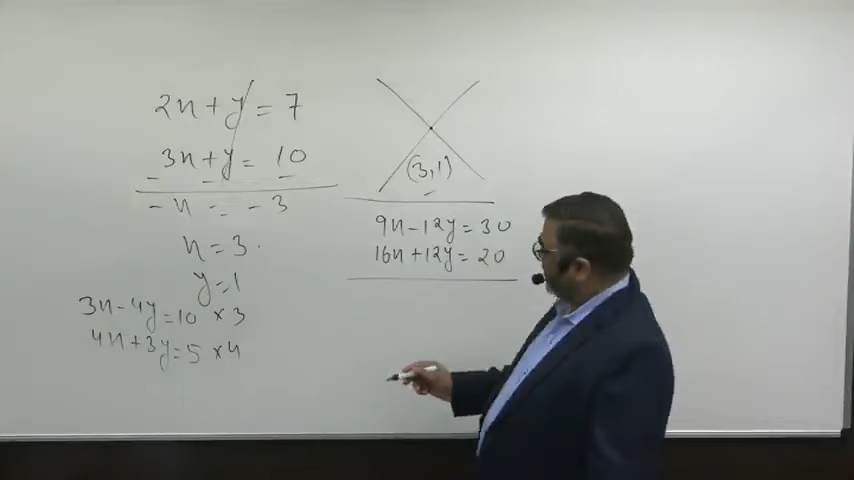 2x+y=7
3x+y=10
- - -
-x=-3
x=3.
y=1
3x-4y=10 ×3
4x+3y=5 ×4
(3,1)
9x-12y=30
16x+12y=20